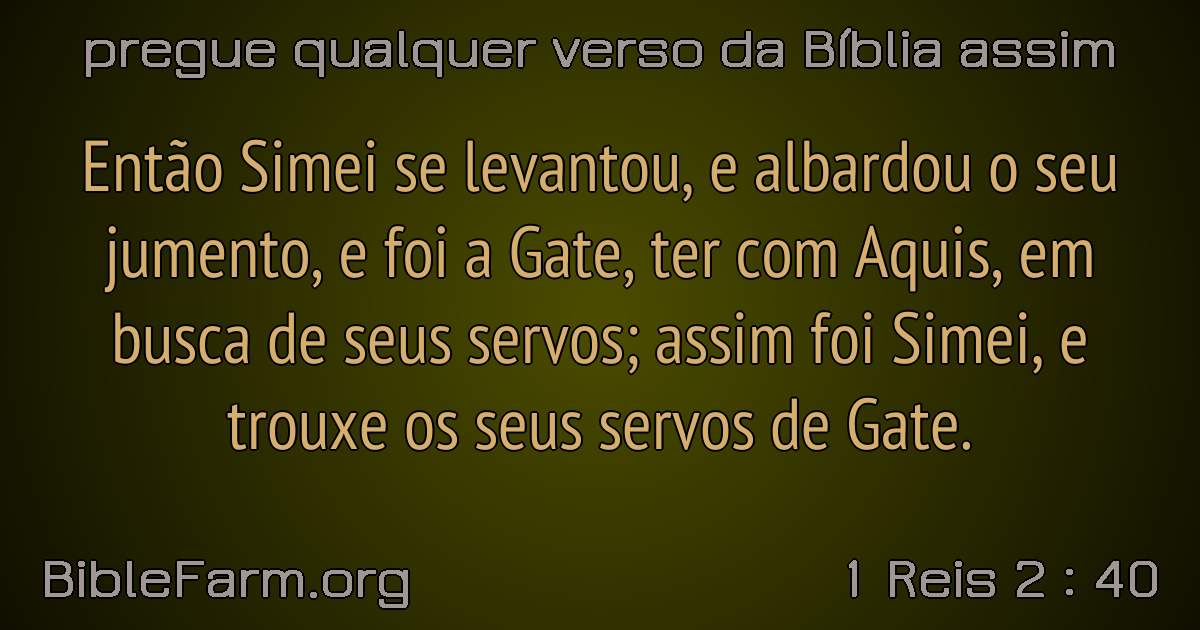 pregue qualquer verso da Bíblia assim
Então Simei se levantou, e albardou o seu
jumento, e foi a Gate, ter com Aquis, em
busca de seus servos; assim foi Simei, e
trouxe os seus servos de Gate.
BibleFarm.org
1 Reis 2 : 40